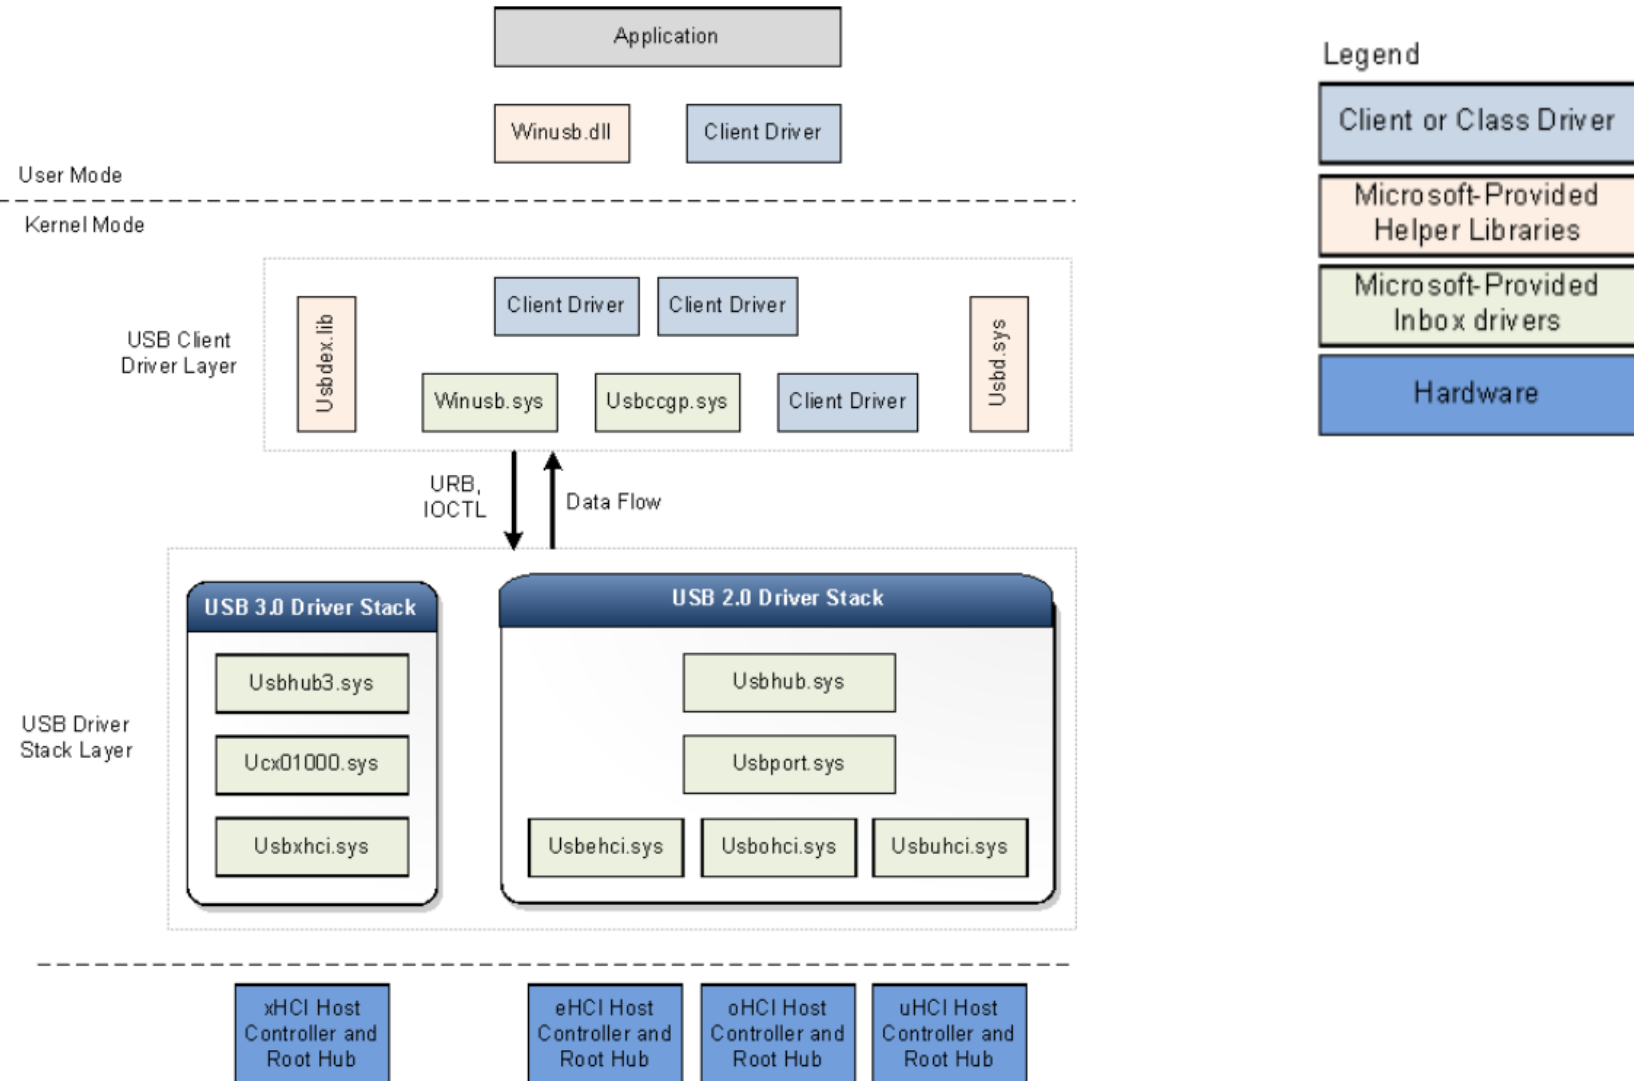 Application
Winusb.dll
Client Driver
User Mode
Kernel Mode
USB Client
Driver Layer
Usbdex.lib
Client Driver
Client Driver
Winusb.sys
Usbccgp.sys
Client Driver
Usbd.sys
URB,
IOCTL
Data Flow
USB Driver
Stack Layer
USB 3.0 Driver Stack
Usbhub3.sys
Ucx01000.sys
Usbxhci.sys
USB 2.0 Driver Stack
Usbhub.sys
Usbport.sys
Usbehci.sys
Usbohci.sys
Usbuhci.sys
xHCI Host
Controller and
Root Hub
eHCI Host
Controller and
Root Hub
oHCI Host
Controller and
Root Hub
uHCI Host
Controller and
Root Hub
Legend
Client or Class Driver
Microsoft-Provided
Helper Libraries
Microsoft-Provided
Inbox drivers
Hardware